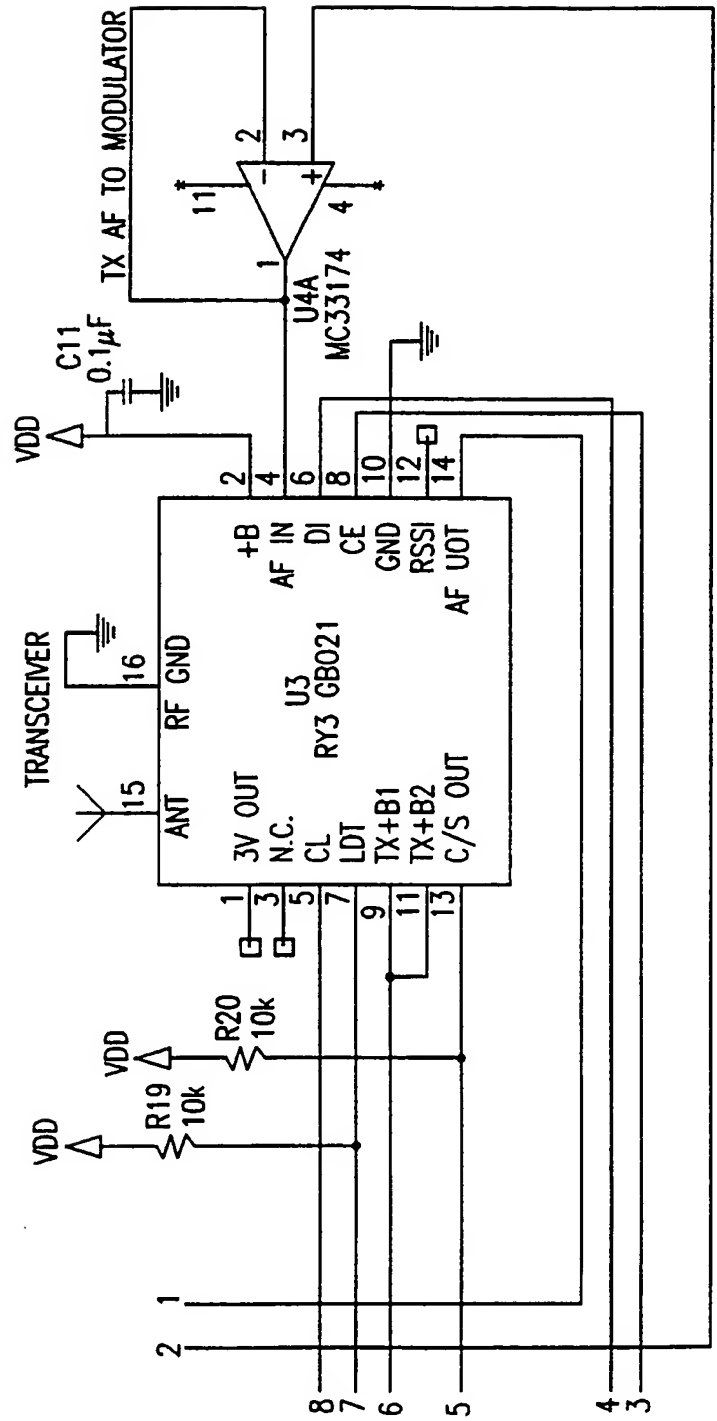 TX AF TO MODULATOR
2
3
11
4
1
U4A
MC33174
C11
0.1µF
VDD
2
4
6
8
10
12
14
+B
AF IN
DI
CE
GND
RSSI
AF UOT
TRANSCEIVER
16
RF GND
15
ANT
U3
RY3 GB021
3V OUT
N.C.
CL
LDT
TX+B1
TX+B2
C/S OUT
1
3
5
7
9
11
13
VDD
R20
10k
VDD
R19
10k
1
2
8
7
6
5
4
3